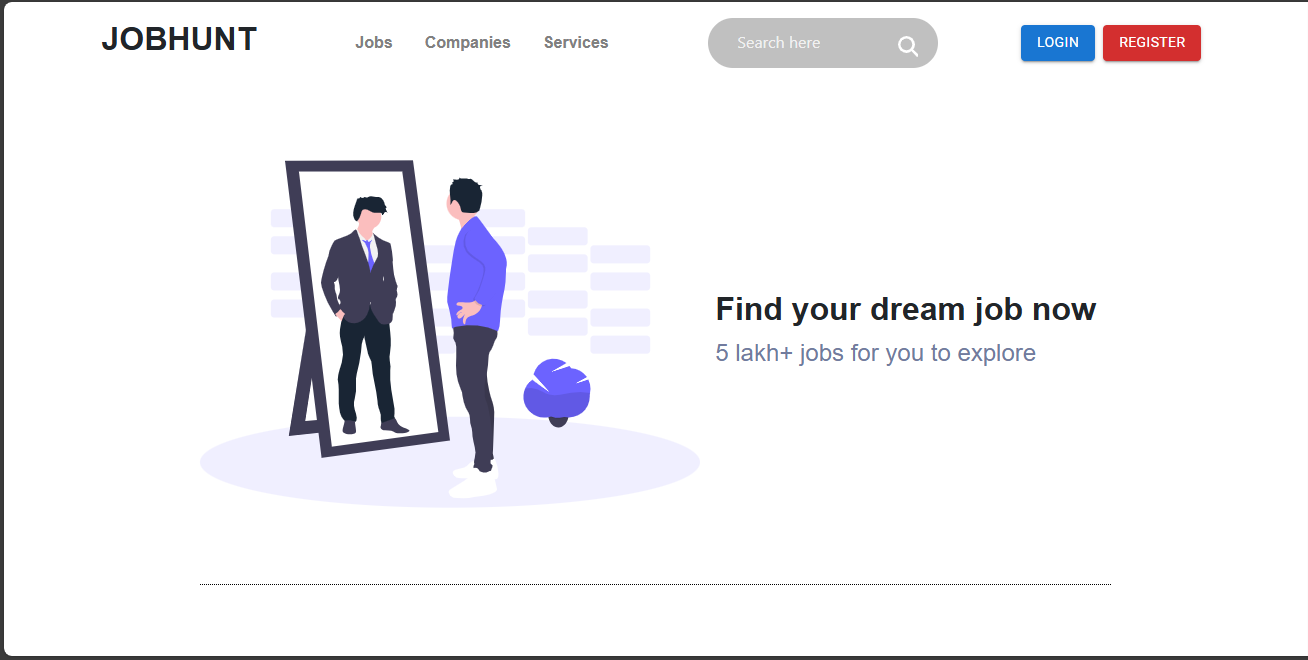 JOBHUNT
Jobs Companies Services
Search here
LOGIN REGISTER
Find your dream job now
5 lakh+ jobs for you to explore